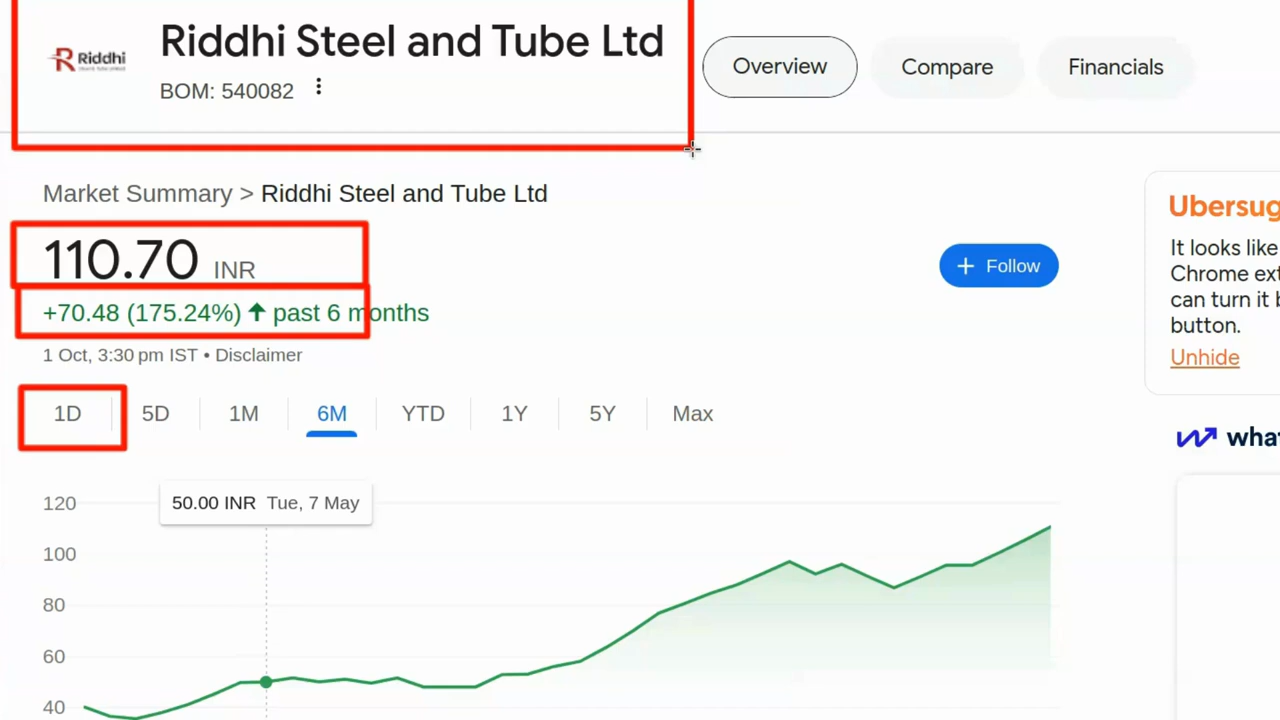 Riddhi Steel and Tube Ltd
Riddhi
BOM: 540082
Overview
Compare
Financials
Market Summary > Riddhi Steel and Tube Ltd
110.70 INR
+70.48 (175.24%) ↑ past 6 months
1 Oct, 3:30 pm IST • Disclaimer
+ Follow
1D 5D 1M 6M YTD 1Y 5Y Max
50.00 INR Tue, 7 May
120
100
80
60
40
Ubersug
It looks like
Chrome ext
can turn it b
button.
Unhide
what